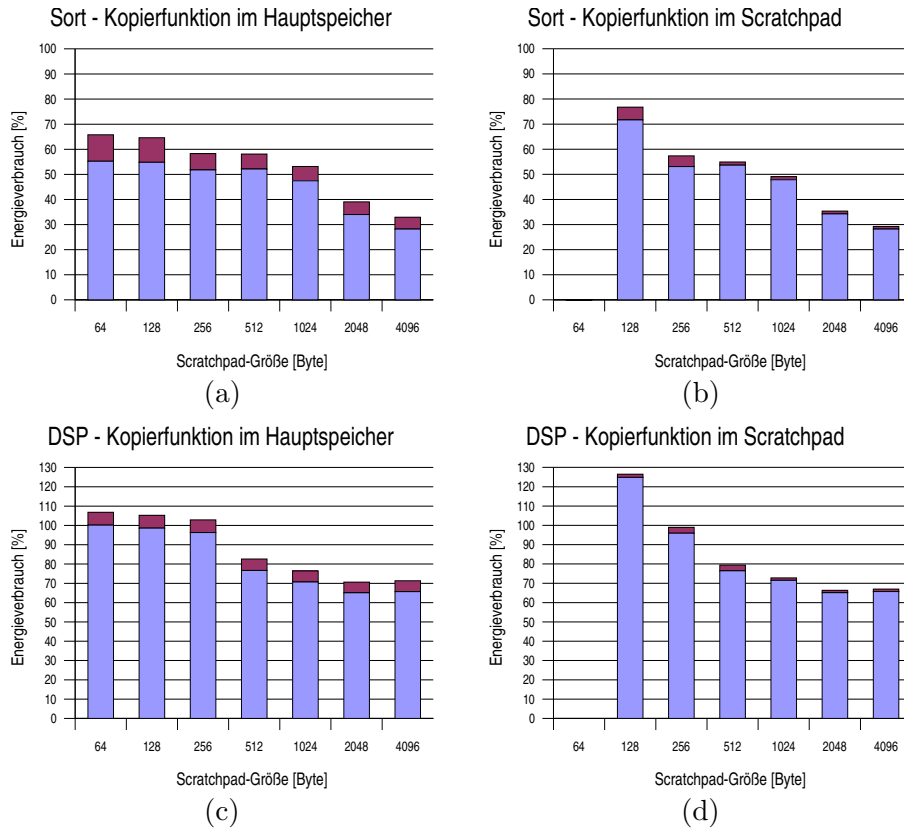 Sort - Kopierfunktion im Hauptspeicher
100
90
80
70
60
50
40
30
20
10
0
Energieverbrauch [%]
64 128 256 512 1024 2048 4096
Scratchpad-Größe [Byte]
(a)
Sort - Kopierfunktion im Scratchpad
100
90
80
70
60
50
40
30
20
10
0
Energieverbrauch [%]
64 128 256 512 1024 2048 4096
Scratchpad-Größe [Byte]
(b)
DSP - Kopierfunktion im Hauptspeicher
130
120
110
100
90
80
70
60
50
40
30
20
10
0
Energieverbrauch [%]
64 128 256 512 1024 2048 4096
Scratchpad-Größe [Byte]
(c)
DSP - Kopierfunktion im Scratchpad
130
120
110
100
90
80
70
60
50
40
30
20
10
0
Energieverbrauch [%]
64 128 256 512 1024 2048 4096
Scratchpad-Größe [Byte]
(d)